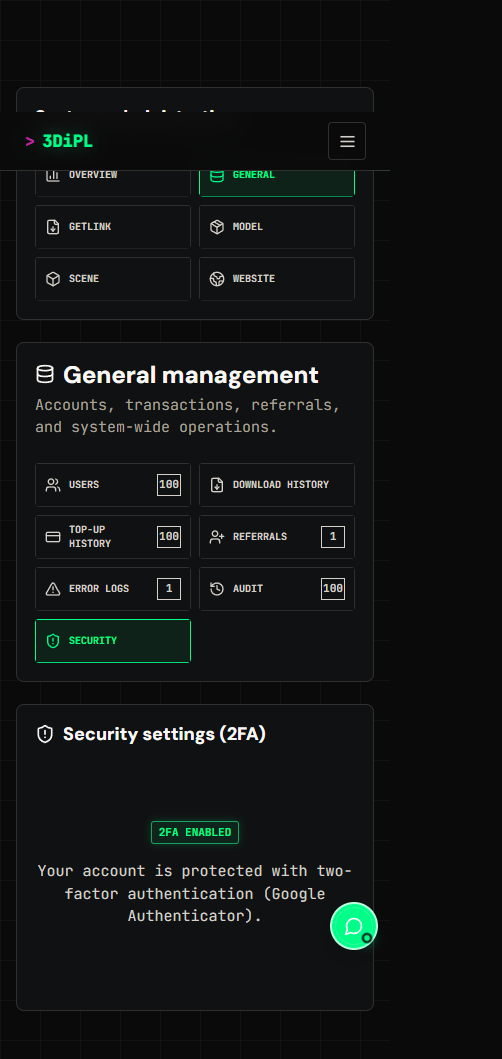 > 3DiPL
OVERVIEW
GENERAL
GETLINK
MODEL
SCENE
WEBSITE
General management
Accounts, transactions, referrals,
and system-wide operations.
USERS 100
DOWNLOAD HISTORY
TOP-UP
HISTORY 100
REFERRALS 1
ERROR LOGS 1
AUDIT 100
SECURITY
Security settings (2FA)
2FA ENABLED
Your account is protected with two-
factor authentication (Google
Authenticator).